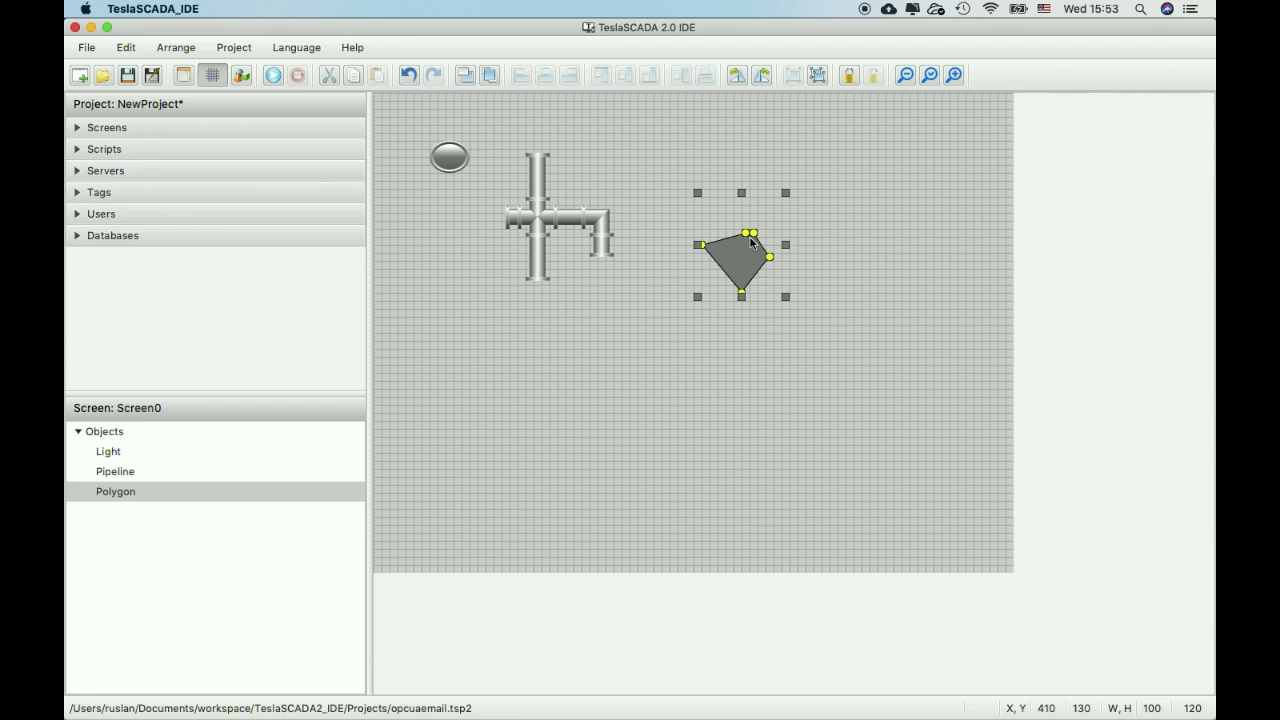 TeslaSCADA_IDE
Wed 15:53
TeslaSCADA 2.0 IDE
File Edit Arrange Project Language Help
Project: NewProject*
Screens
Scripts
Servers
Tags
Users
Databases
Screen: Screen0
Objects
Light
Pipeline
Polygon
/Users/ruslan/Documents/workspace/TeslaSCADA2_IDE/Projects/opcuaemail.tsp2
X, Y 410 130 W, H 100 120